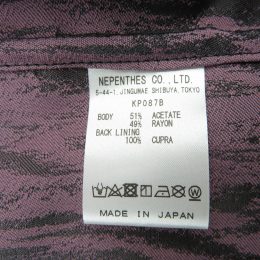 NEPENTHES CO., LTD.
5-44-1, JINGUMAE SHIBUYA, TOKYO
KP087B
BODY 51% ACETATE
49% RAYON
BACK LINING
100% CUPRA
MADE IN JAPAN